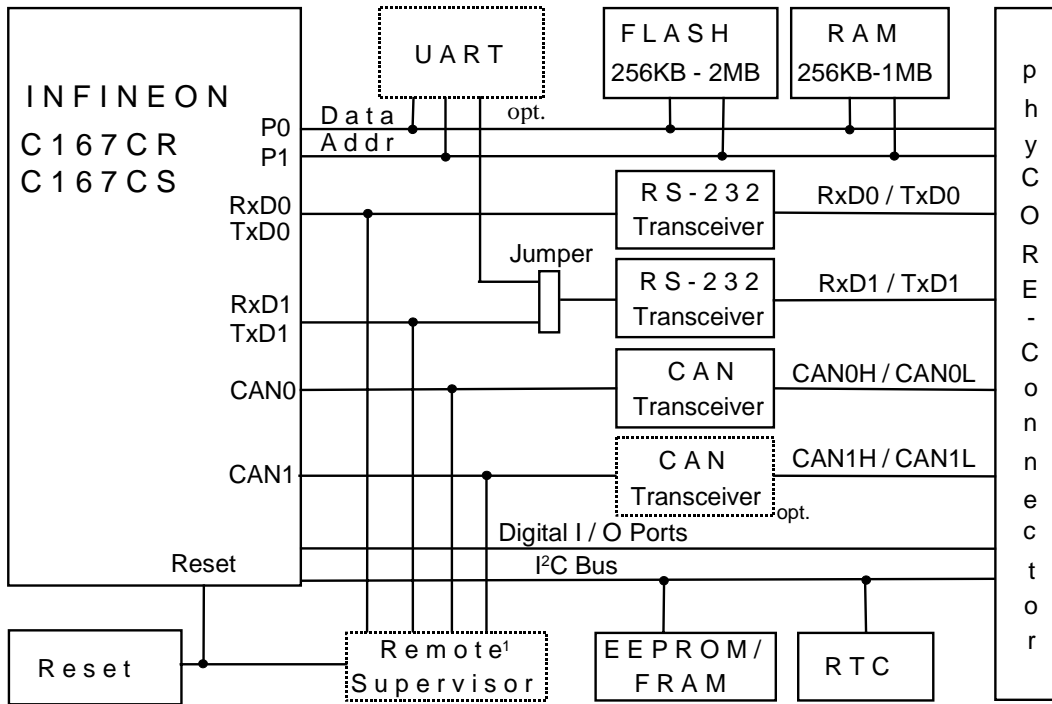 INFINEON
C167CR
C167CS
P0
P1
RxD0
TxD0
RxD1
TxD1
CAN0
CAN1
Reset
Data
Addr
UART
opt.
FLASH
256KB - 2MB
RAM
256KB-1MB
RS-232
Transceiver
RxD0 / TxD0
Jumper
RS-232
Transceiver
RxD1 / TxD1
CAN
Transceiver
CAN0H / CAN0L
CAN
Transceiver
opt.
CAN1H / CAN1L
Digital I / O Ports
I²C Bus
Reset
Remote¹
Supervisor
EEPROM/
FRAM
RTC
phyCORE-Connector